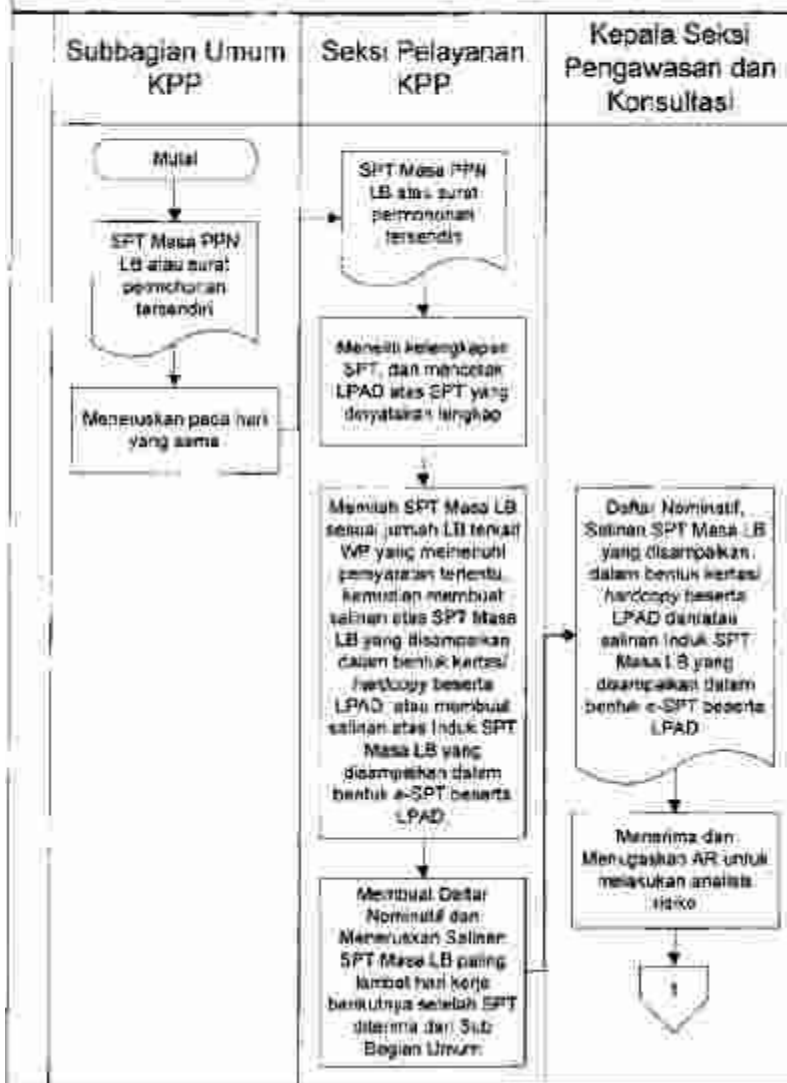 Subbagian Umum
KPP
Seksi Pelayanan
KPP
Kepala Seksi
Pengawasan dan
Konsultasi
Mulai
SPT Masa PPN
LB atau surat
permohonan
tersendiri
Meneruskan pada hari
yang sama
SPT Masa PPN
LB atau surat
permohonan
tersendiri
Meneliti kelengkapan
SPT, dan mencetak
LPAD atas SPT yang
dinyatakan lengkap
Memilah SPT Masa LB
sesuai jumlah LB terkait
WP yang memenuhi
persyaratan tertentu,
kemudian membuat
salinan atas SPT Masa
LB yang disampaikan
dalam bentuk kertas/
hardcopy beserta
LPAD atau membuat
salinan atas Induk SPT
Masa LB yang
disampaikan dalam
bentuk e-SPT beserta
LPAD.
Membuat Daftar
Nominatif dan
Meneruskan Salinan
SPT Masa LB paling
lambat hari kerja
berikutnya setelah SPT
diterima dari Sub
Bagian Umum
Daftar Nominatif,
Salinan SPT Masa LB
yang disampaikan
dalam bentuk kertas/
hardcopy beserta
LPAD dan/atau
salinan Induk SPT
Masa LB yang
disampaikan dalam
bentuk e-SPT beserta
LPAD
Menerima dan
Menugaskan AR untuk
melakukan analisis
risiko
1